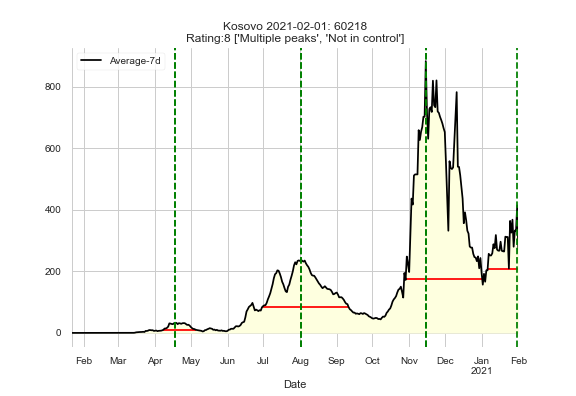 Kosovo 2021-02-01: 60218
Rating:8 ['Multiple peaks', 'Not in control']
Average-7d
800
600
400
200
0
Feb Mar Apr May Jun Jul Aug Sep Oct Nov Dec Jan Feb
2021
Date